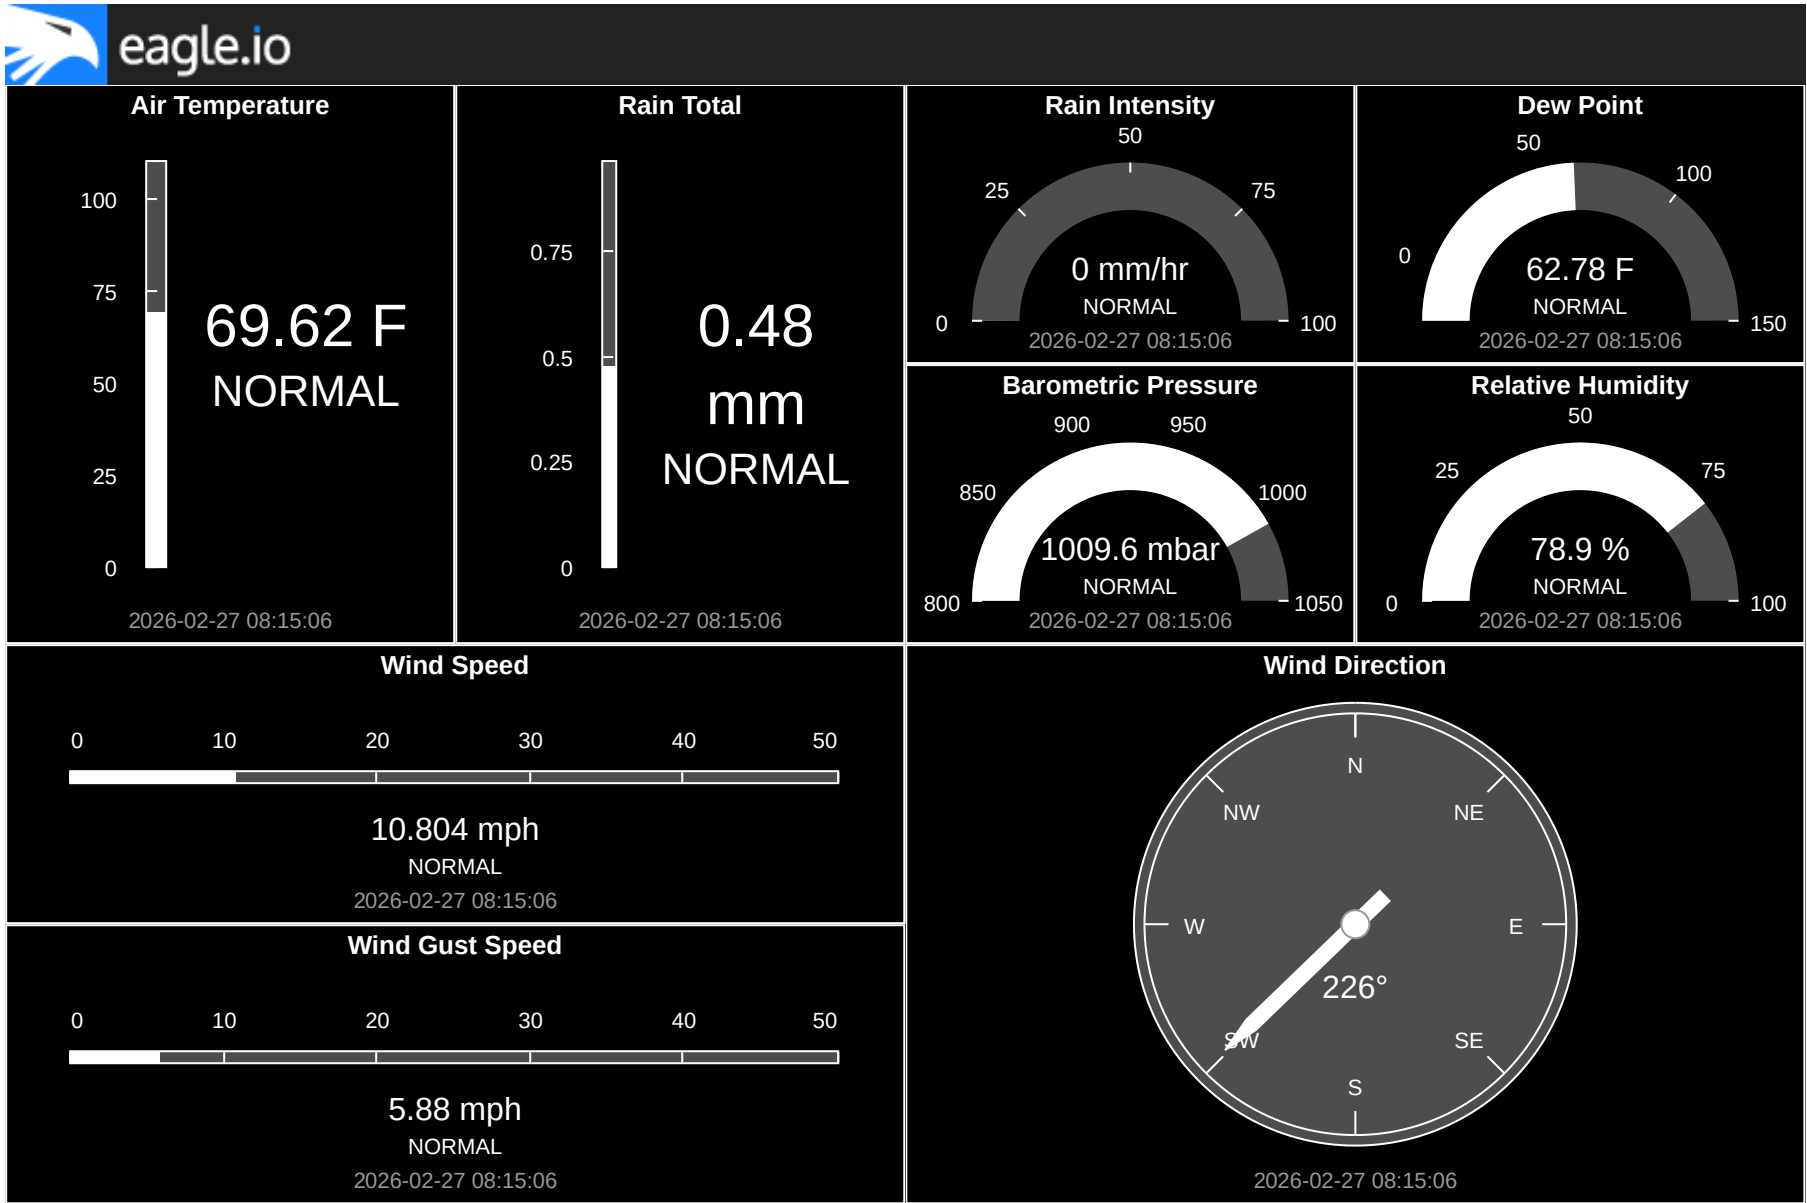 eagle.io
Air Temperature
100
75
50
25
0
69.62 F
NORMAL
2026-02-27 08:15:06
Rain Total
0.75
0.5
0.25
0
0.48
mm
NORMAL
2026-02-27 08:15:06
Rain Intensity
0
25
50
75
100
0 mm/hr
NORMAL
2026-02-27 08:15:06
Dew Point
0
50
100
150
62.78 F
NORMAL
2026-02-27 08:15:06
Barometric Pressure
800
850
900
950
1000
1050
1009.6 mbar
NORMAL
2026-02-27 08:15:06
Relative Humidity
0
25
50
75
100
78.9 %
NORMAL
2026-02-27 08:15:06
Wind Speed
0 10 20 30 40 50
10.804 mph
NORMAL
2026-02-27 08:15:06
Wind Gust Speed
0 10 20 30 40 50
5.88 mph
NORMAL
2026-02-27 08:15:06
Wind Direction
N
NW NE
W E
226°
SW SE
S
2026-02-27 08:15:06